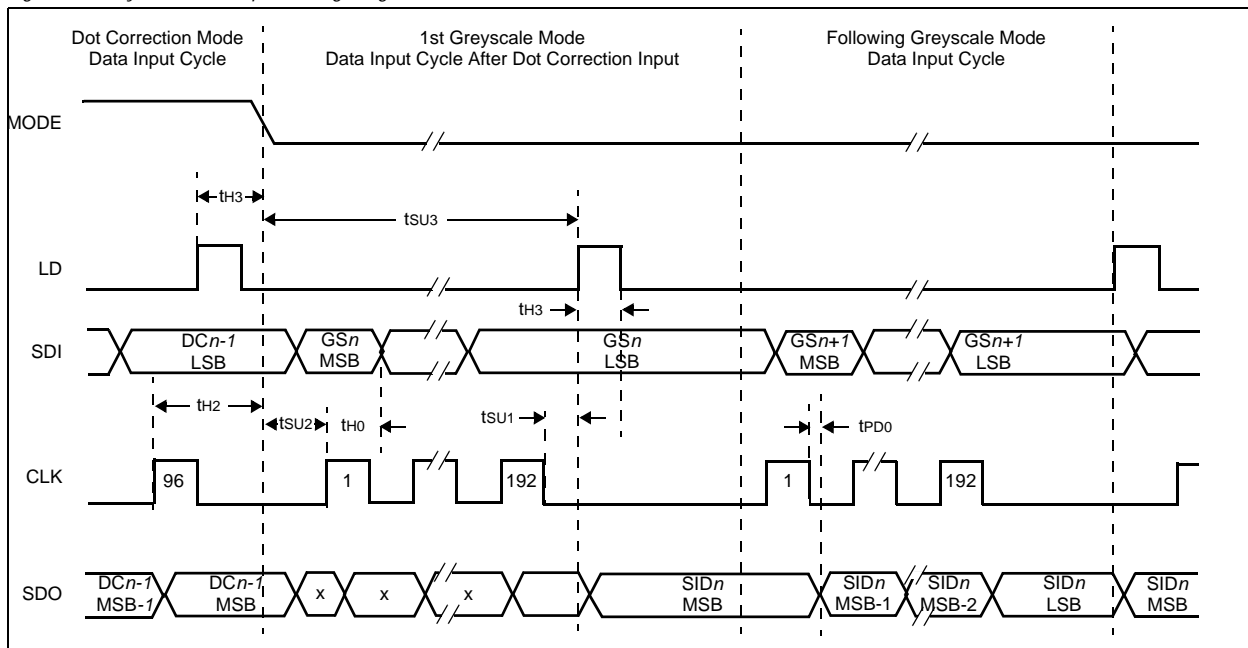 Dot Correction Mode
Data Input Cycle
1st Greyscale Mode
Data Input Cycle After Dot Correction Input
Following Greyscale Mode
Data Input Cycle
MODE
tH3
tSU3
LD
tH3
SDI
DCn-1
LSB
GSn
MSB
GSn
LSB
GSn+1
MSB
GSn+1
LSB
tH2
tSU2
tH0
tSU1
tPD0
CLK
96
1
192
1
192
SDO
DCn-1
MSB-1
DCn-1
MSB
x
x
x
SIDn
MSB
SIDn
MSB-1
SIDn
MSB-2
SIDn
LSB
SIDn
MSB